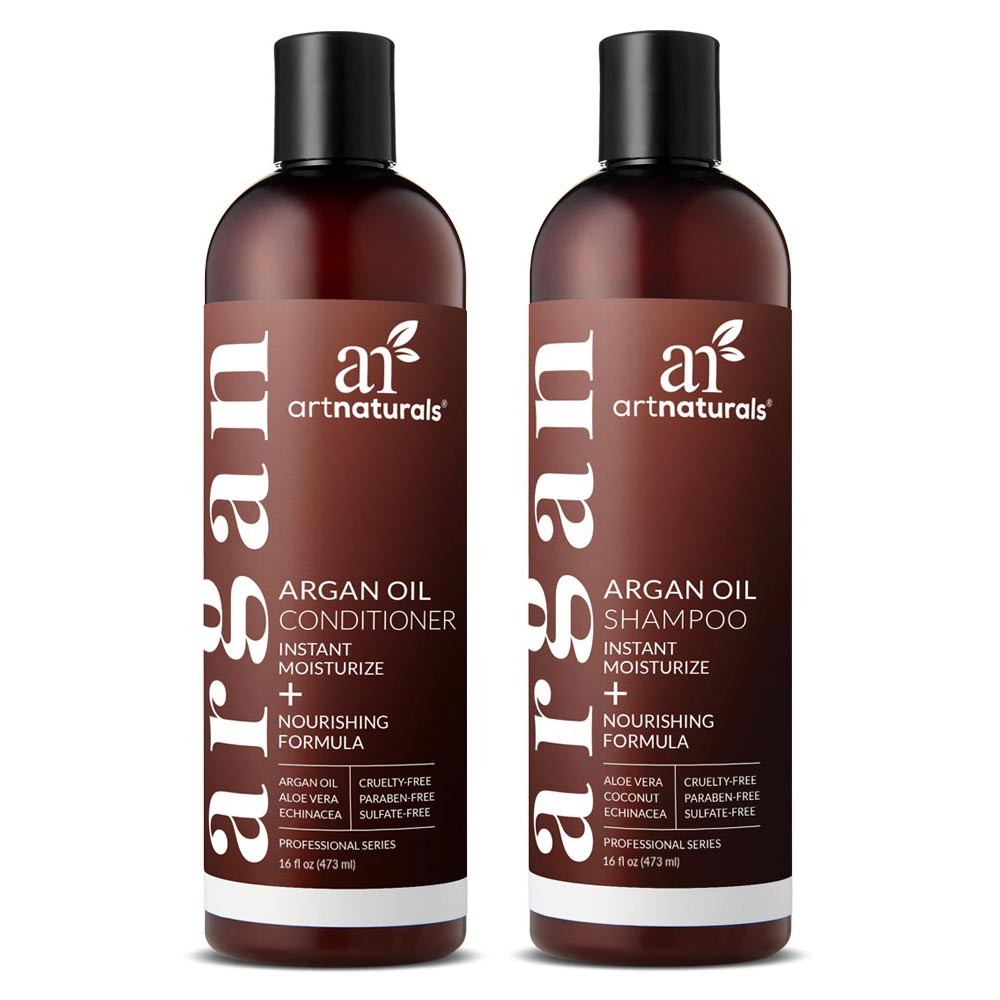 argan
an
artnaturals®
ARGAN OIL
CONDITIONER
INSTANT
MOISTURIZE
+
NOURISHING
FORMULA
ARGAN OIL
ALOE VERA
ECHINACEA
CRUELTY-FREE
PARABEN-FREE
SULFATE-FREE
PROFESSIONAL SERIES
16 fl oz (473 ml)
argan
an
artnaturals®
ARGAN OIL
SHAMPOO
INSTANT
MOISTURIZE
+
NOURISHING
FORMULA
ALOE VERA
COCONUT
ECHINACEA
CRUELTY-FREE
PARABEN-FREE
SULFATE-FREE
PROFESSIONAL SERIES
16 fl oz (473 ml)